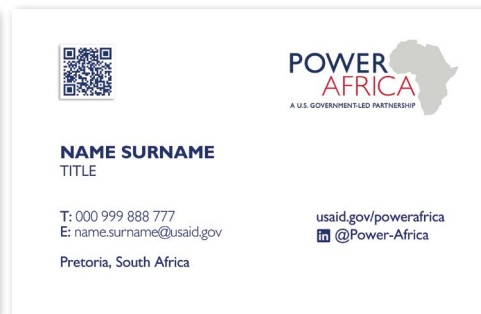 POWER
AFRICA
A U.S. GOVERNMENT-LED PARTNERSHIP
NAME SURNAME
TITLE
T: 000 999 888 777
E: name.surname@usaid.gov
Pretoria, South Africa
usaid.gov/powerafrica
in @Power-Africa